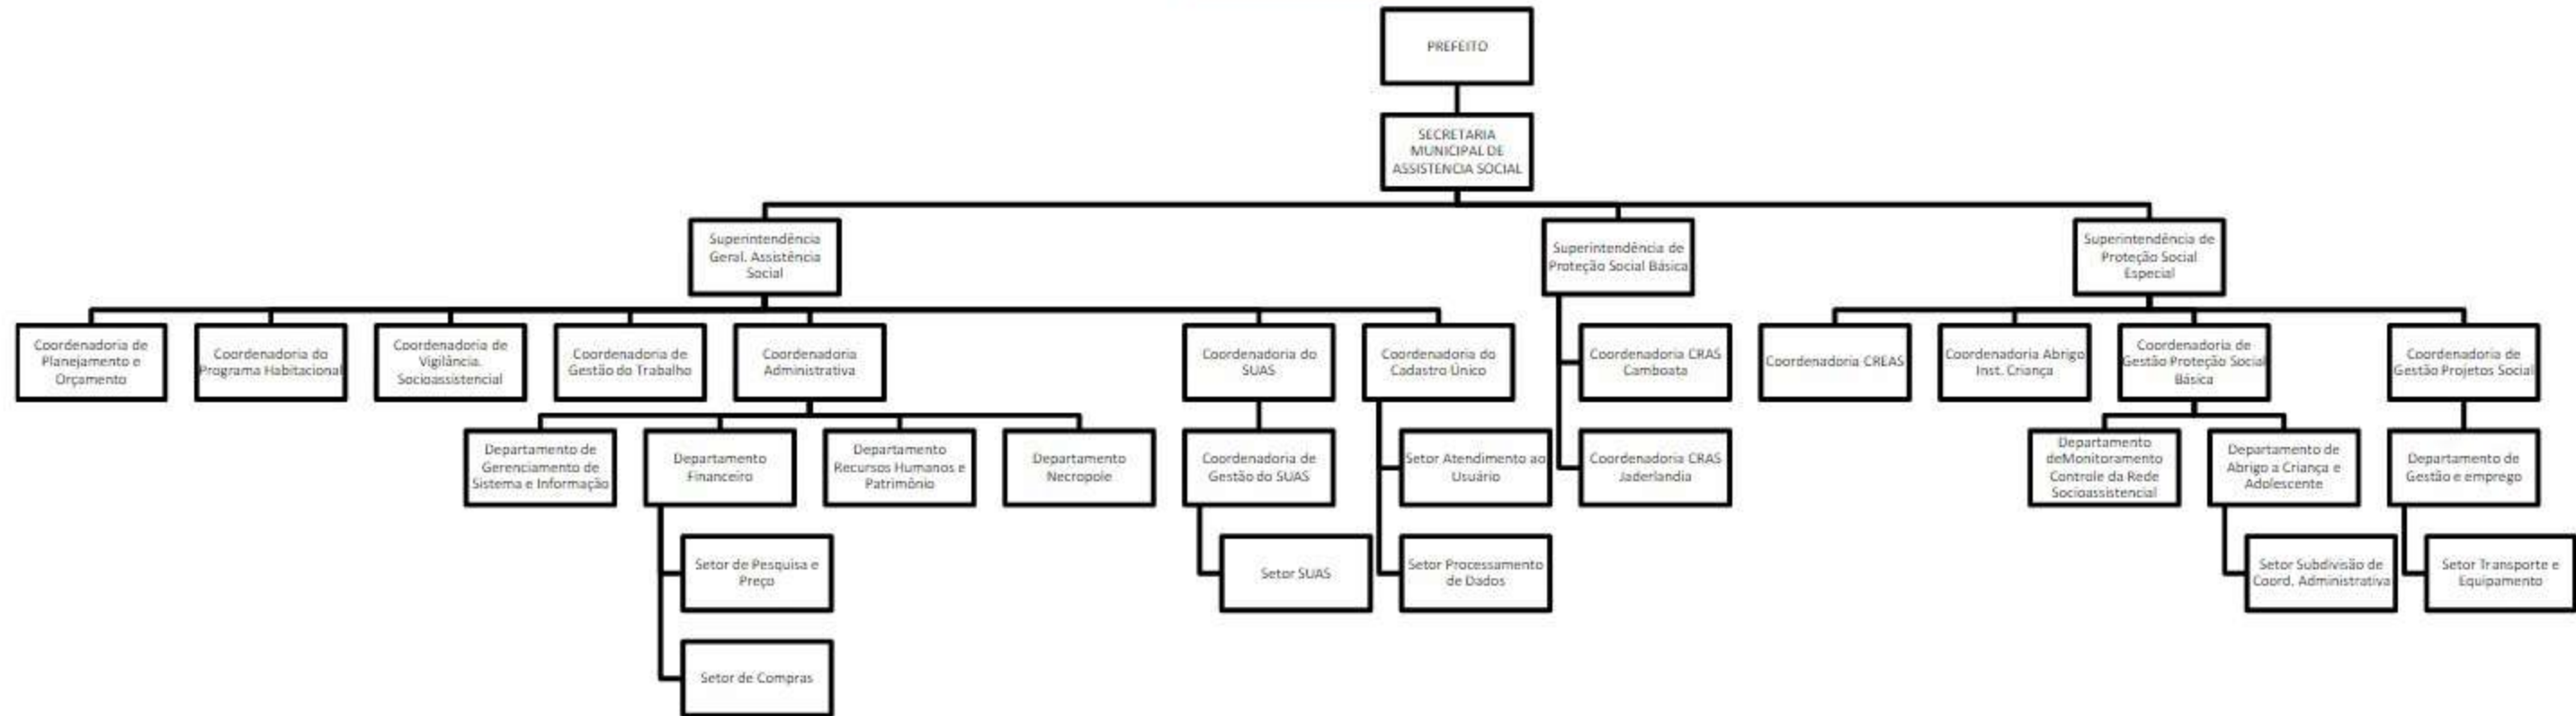 PREFEITO
SECRETARIA
MUNICIPAL DE
ASSISTENCIA SOCIAL
Superintendência
Geral. Assistência
Social
Superintendência de
Proteção Social Básica
Superintendência de
Proteção Social
Especial
Coordenadoria de
Planejamento e
Orçamento
Coordenadoria do
Programa Habitacional
Coordenadoria de
Vigilância.
Socioassistencial
Coordenadoria de
Gestão do Trabalho
Coordenadoria
Administrativa
Coordenadoria do
SUAS
Coordenadoria do
Cadastro Único
Coordenadoria CRAS
Camboata
Coordenadoria CREAS
Coordenadoria Abrigo
Inst. Criança
Coordenadoria de
Gestão Proteção Social
Básica
Coordenadoria de
Gestão Projetos Social
Departamento de
Gerenciamento de
Sistema e Informação
Departamento
Financeiro
Departamento
Recursos Humanos e
Patrimônio
Departamento
Necropole
Coordenadoria de
Gestão do SUAS
Setor Atendimento ao
Usuário
Coordenadoria CRAS
Jaderlandia
Departamento
deMonitoramento
Controle da Rede
Socioassistencial
Departamento de
Abrigo a Criança e
Adolescente
Departamento de
Gestão e emprego
Setor de Pesquisa e
Preço
Setor SUAS
Setor Processamento
de Dados
Setor Subdivisão de
Coord. Administrativa
Setor Transporte e
Equipamento
Setor de Compras